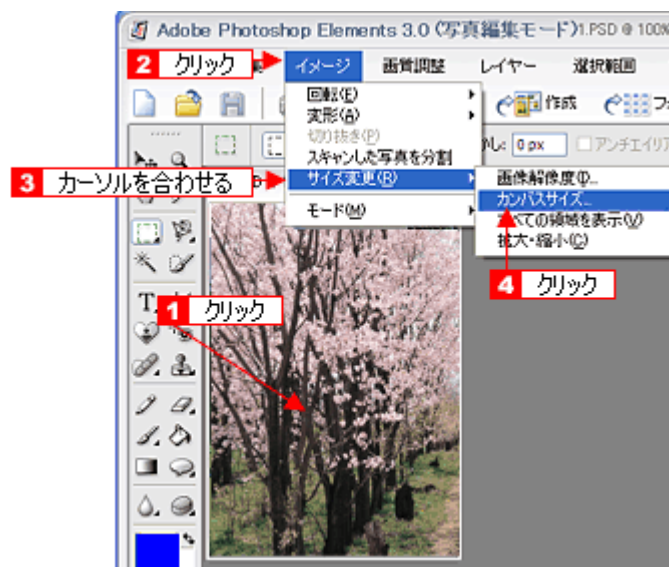 Adobe Photoshop Elements 3.0 (写真編集モード)1.PSD @ 100%
2 クリック
イメージ 画質調整 レイヤー 選択範囲
回転(E)
変形(A)
切り抜き(P)
スキャンした写真を分割
サイズ変更(R)
モード(M)
作成
0 px
アンチエイリア
3 カーソルを合わせる
画像解像度(I)...
カンバスサイズ...
すべての領域を表示(V)
拡大・縮小(C)
4 クリック
1 クリック